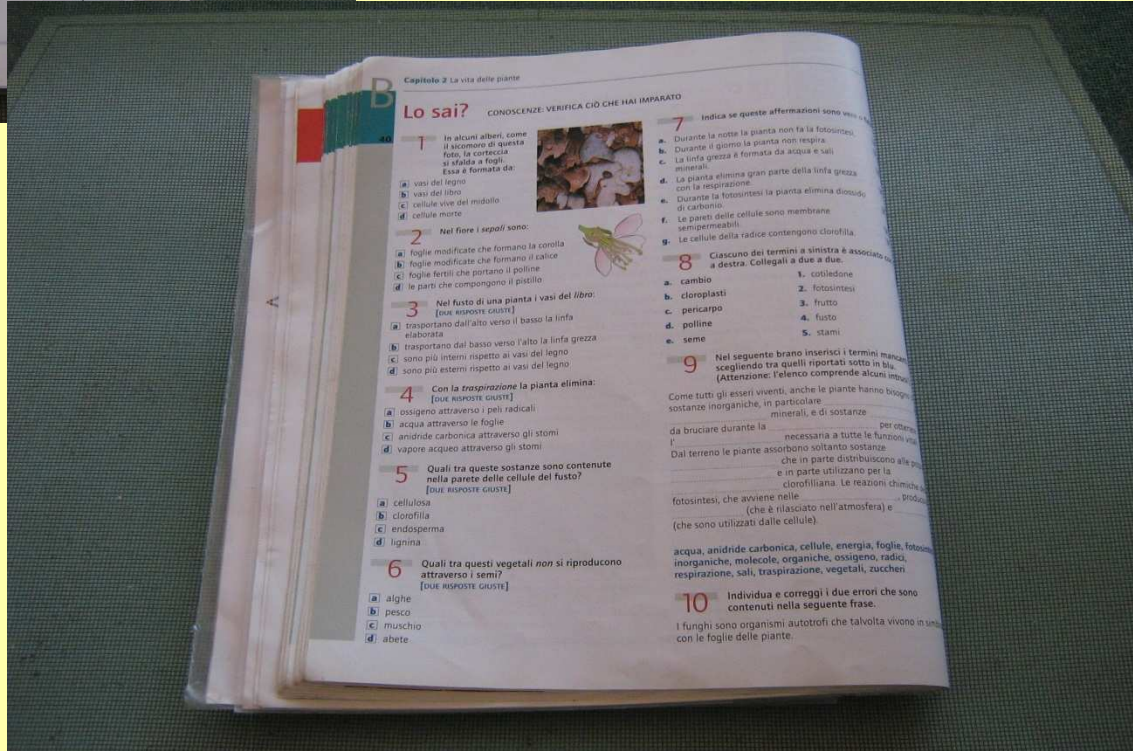 B
Capitolo 2 La vita delle piante
40
A
Lo sai? CONOSCENZE: VERIFICA CIÒ CHE HAI IMPARATO
1 In alcuni alberi, come
il sicomoro di questa
foto, la corteccia
si sfalda a fogli.
Essa è formata da:
a vasi del legno
b vasi del libro
c cellule vive del midollo
d cellule morte
2 Nel fiore i sepali sono:
a foglie modificate che formano la corolla
b foglie modificate che formano il calice
c foglie fertili che portano il polline
d le parti che compongono il pistillo
3 Nel fusto di una pianta i vasi del libro:
[DUE RISPOSTE GIUSTE]
a trasportano dall'alto verso il basso la linfa
elaborata
b trasportano dal basso verso l'alto la linfa grezza
c sono più interni rispetto ai vasi del legno
d sono più esterni rispetto ai vasi del legno
4 Con la traspirazione la pianta elimina:
[DUE RISPOSTE GIUSTE]
a ossigeno attraverso i peli radicali
b acqua attraverso le foglie
c anidride carbonica attraverso gli stomi
d vapore acqueo attraverso gli stomi
5 Quali tra queste sostanze sono contenute
nella parete delle cellule del fusto?
[DUE RISPOSTE GIUSTE]
a cellulosa
b clorofilla
c endosperma
d lignina
6 Quali tra questi vegetali non si riproducono
attraverso i semi?
[DUE RISPOSTE GIUSTE]
a alghe
b pesco
c muschio
d abete
7 Indica se queste affermazioni sono vere o
a. Durante la notte la pianta non fa la fotosintesi.
b. Durante il giorno la pianta non respira.
c. La linfa grezza è formata da acqua e sali
minerali.
d. La pianta elimina gran parte della linfa grezza
con la respirazione.
e. Durante la fotosintesi la pianta elimina diossido
di carbonio.
f. Le pareti delle cellule sono membrane
semipermeabili.
g. Le cellule della radice contengono clorofilla.
8 Ciascuno dei termini a sinistra è associato
a destra. Collegali a due a due.
a. cambio 1. cotiledone
b. cloroplasti 2. fotosintesi
c. pericarpo 3. frutto
d. polline 4. fusto
e. seme 5. stami
9 Nel seguente brano inserisci i termini mancan
scegliendo tra quelli riportati sotto in blu.
(Attenzione: l'elenco comprende alcuni intrusi
Come tutti gli esseri viventi, anche le piante hanno bisogno
sostanze inorganiche, in particolare
minerali, e di sostanze
da bruciare durante la per ottenere
l' necessaria a tutte le funzioni vitali
Dal terreno le piante assorbono soltanto sostanze
che in parte distribuiscono alle
e in parte utilizzano per la
clorofilliana. Le reazioni chimiche
fotosintesi, che avviene nelle , produc
(che è rilasciato nell'atmosfera) e
(che sono utilizzati dalle cellule).
acqua, anidride carbonica, cellule, energia, foglie, fotosinte
inorganiche, molecole, organiche, ossigeno, radici,
respirazione, sali, traspirazione, vegetali, zuccheri
10 Individua e correggi i due errori che sono
contenuti nella seguente frase.
I funghi sono organismi autotrofi che talvolta vivono in simb
con le foglie delle piante.